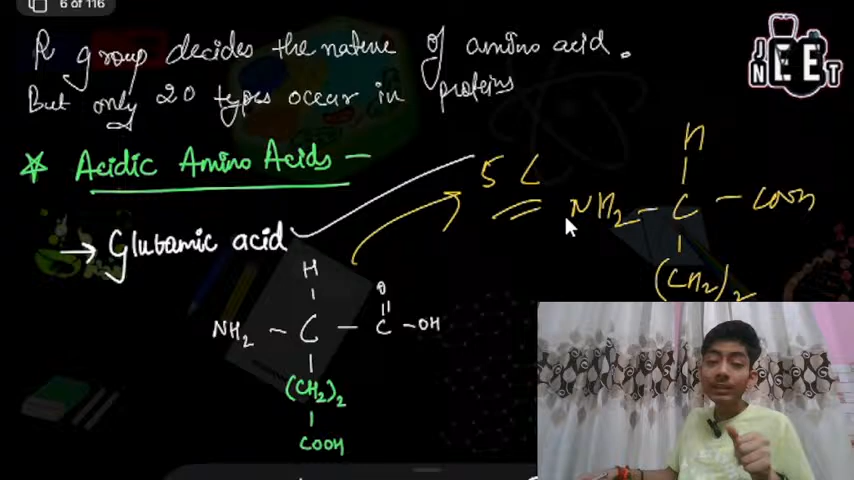 6 of 116
R group decides the nature of amino acid.
But only 20 types occur in proteins
JNEET
Acidic Amino Acids -
5 C
→ Glutamic acid
H
NH2 - C - COOH
(CH2)2
H
O
NH2 - C - C - OH
(CH2)2
COOH